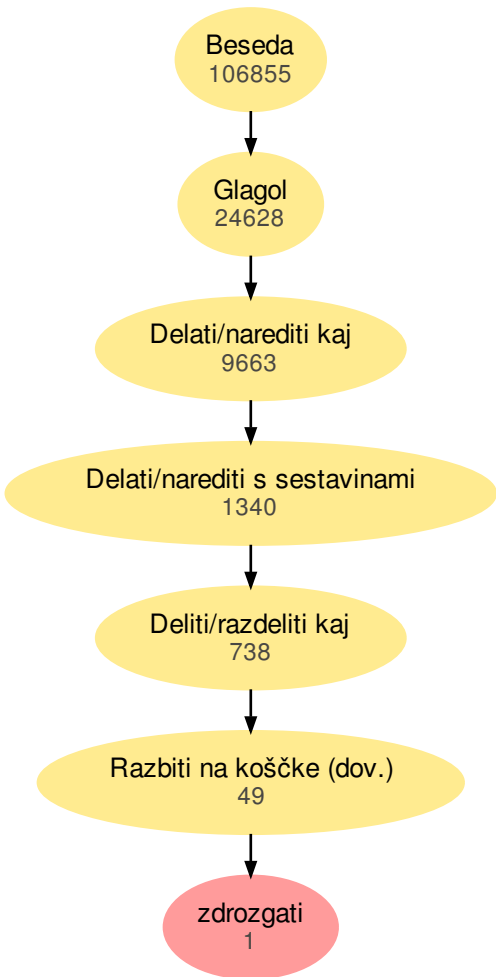 Beseda
106855
Glagol
24628
Delati/narediti kaj
9663
Delati/narediti s sestavinami
1340
Deliti/razdeliti kaj
738
Razbiti na koščke (dov.)
49
zdrozgati
1